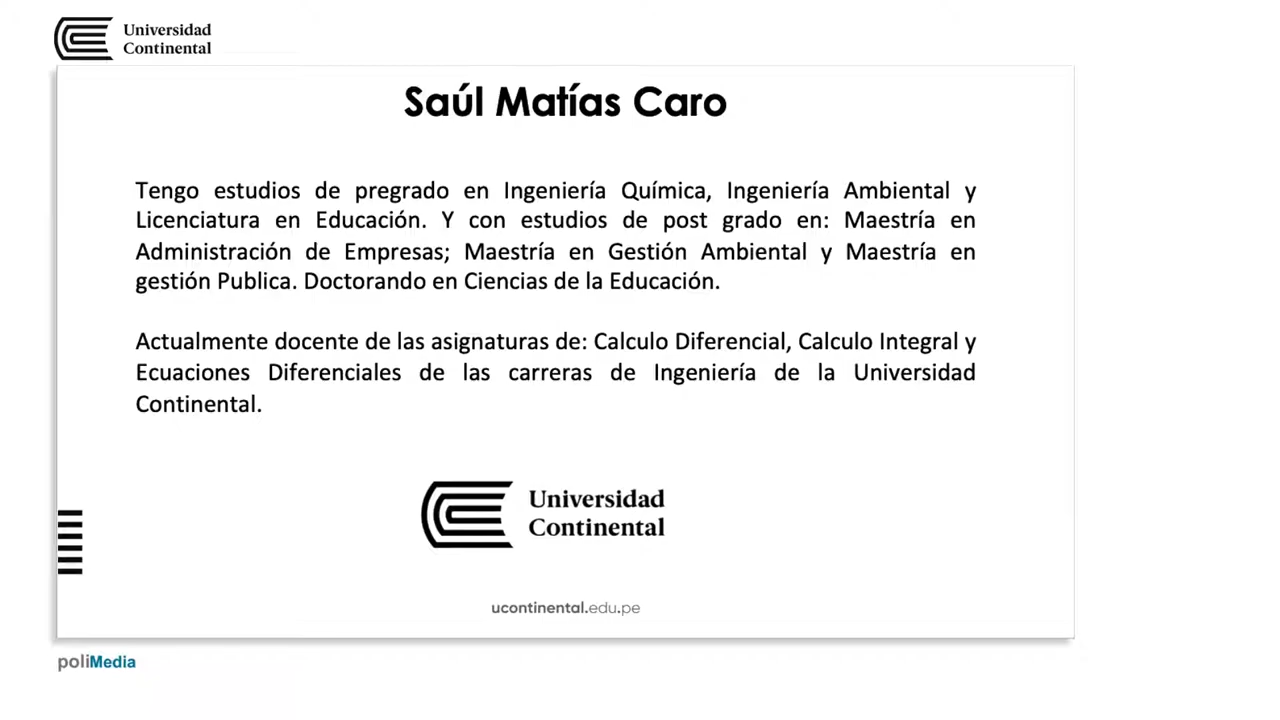 Universidad
Continental
Saúl Matías Caro
Tengo estudios de pregrado en Ingeniería Química, Ingeniería Ambiental y
Licenciatura en Educación. Y con estudios de post grado en: Maestría en
Administración de Empresas; Maestría en Gestión Ambiental y Maestría en
gestión Publica. Doctorando en Ciencias de la Educación.
Actualmente docente de las asignaturas de: Calculo Diferencial, Calculo Integral y
Ecuaciones Diferenciales de las carreras de Ingeniería de la Universidad
Continental.
Universidad
Continental
ucontinental.edu.pe
poliMedia